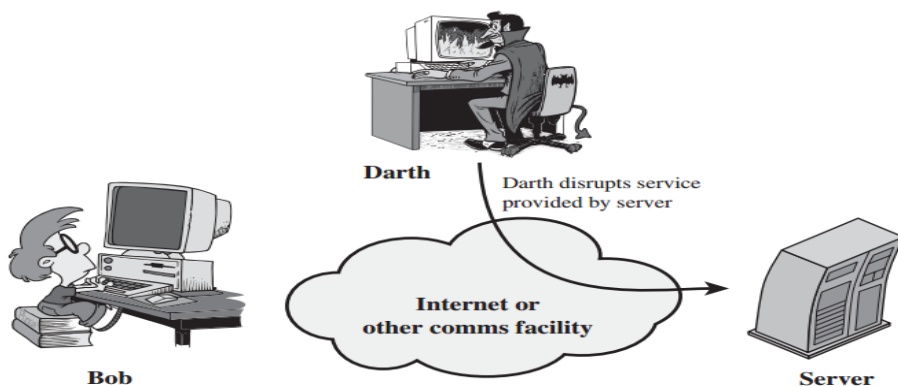 Darth
Darth disrupts service
provided by server
Internet or
other comms facility
Bob
Server